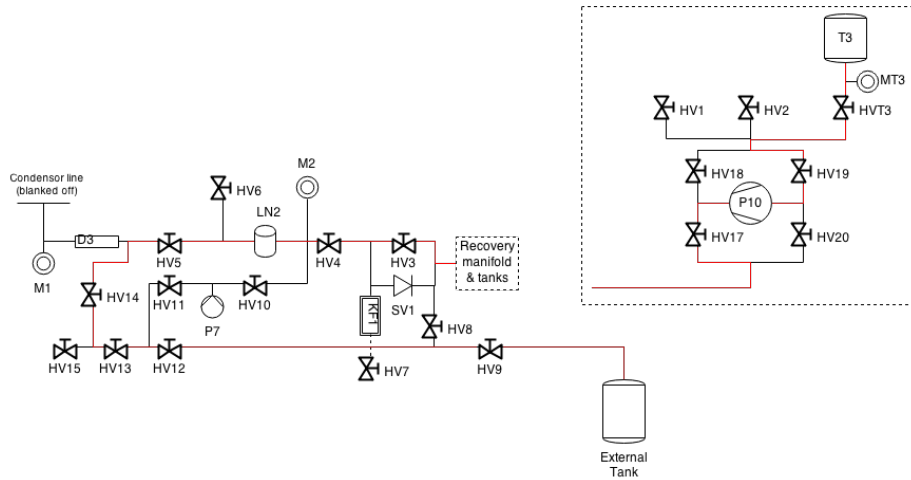 T3
MT3
HV1
HV2
HVT3
M2
Condensor line
(blanked off)
HV6
HV18
HV19
LN2
P10
D3
HV17
HV20
Recovery
manifold
& tanks
HV5
HV4
HV3
M1
HV14
HV11
HV10
SV1
KF1
P7
HV8
HV15
HV13
HV12
HV7
HV9
External
Tank